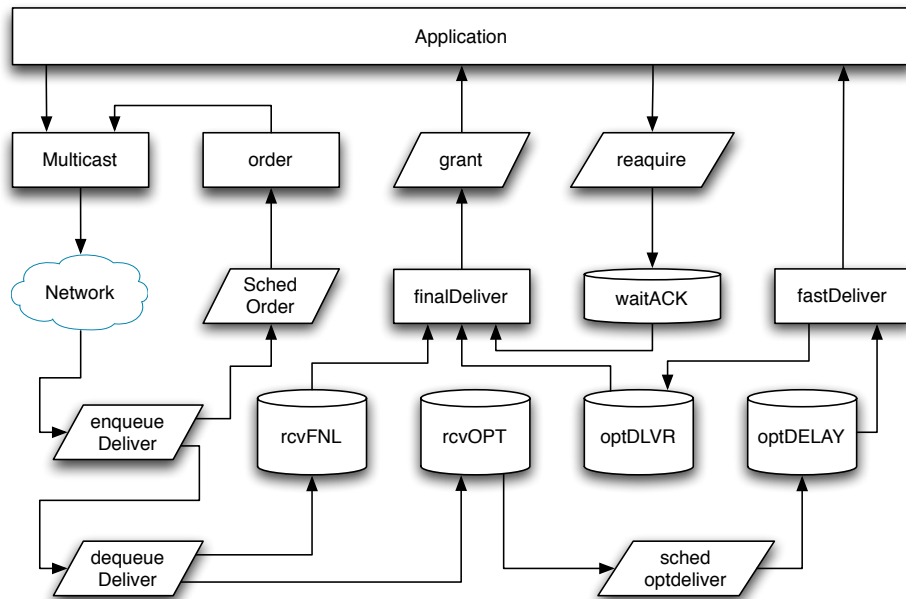 Application
Multicast
order
grant
reaquire
Network
Sched
Order
finalDeliver
waitACK
fastDeliver
enqueue
Deliver
rcvFNL
rcvOPT
optDLVR
optDELAY
dequeue
Deliver
sched
optdeliver